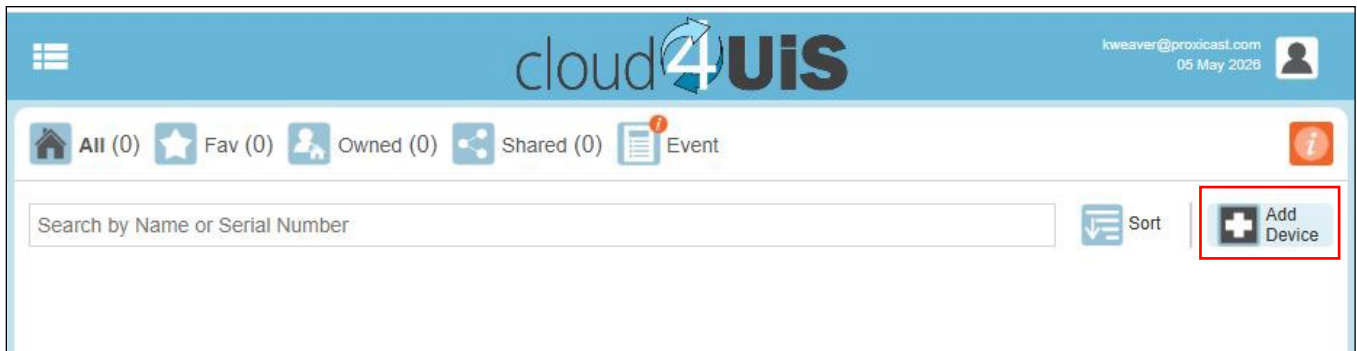 cloud4UiS
kweaver@proxicast.com
05 May 2026
All (0) Fav (0) Owned (0) Shared (0) i Event i
Search by Name or Serial Number
Sort
Add
Device